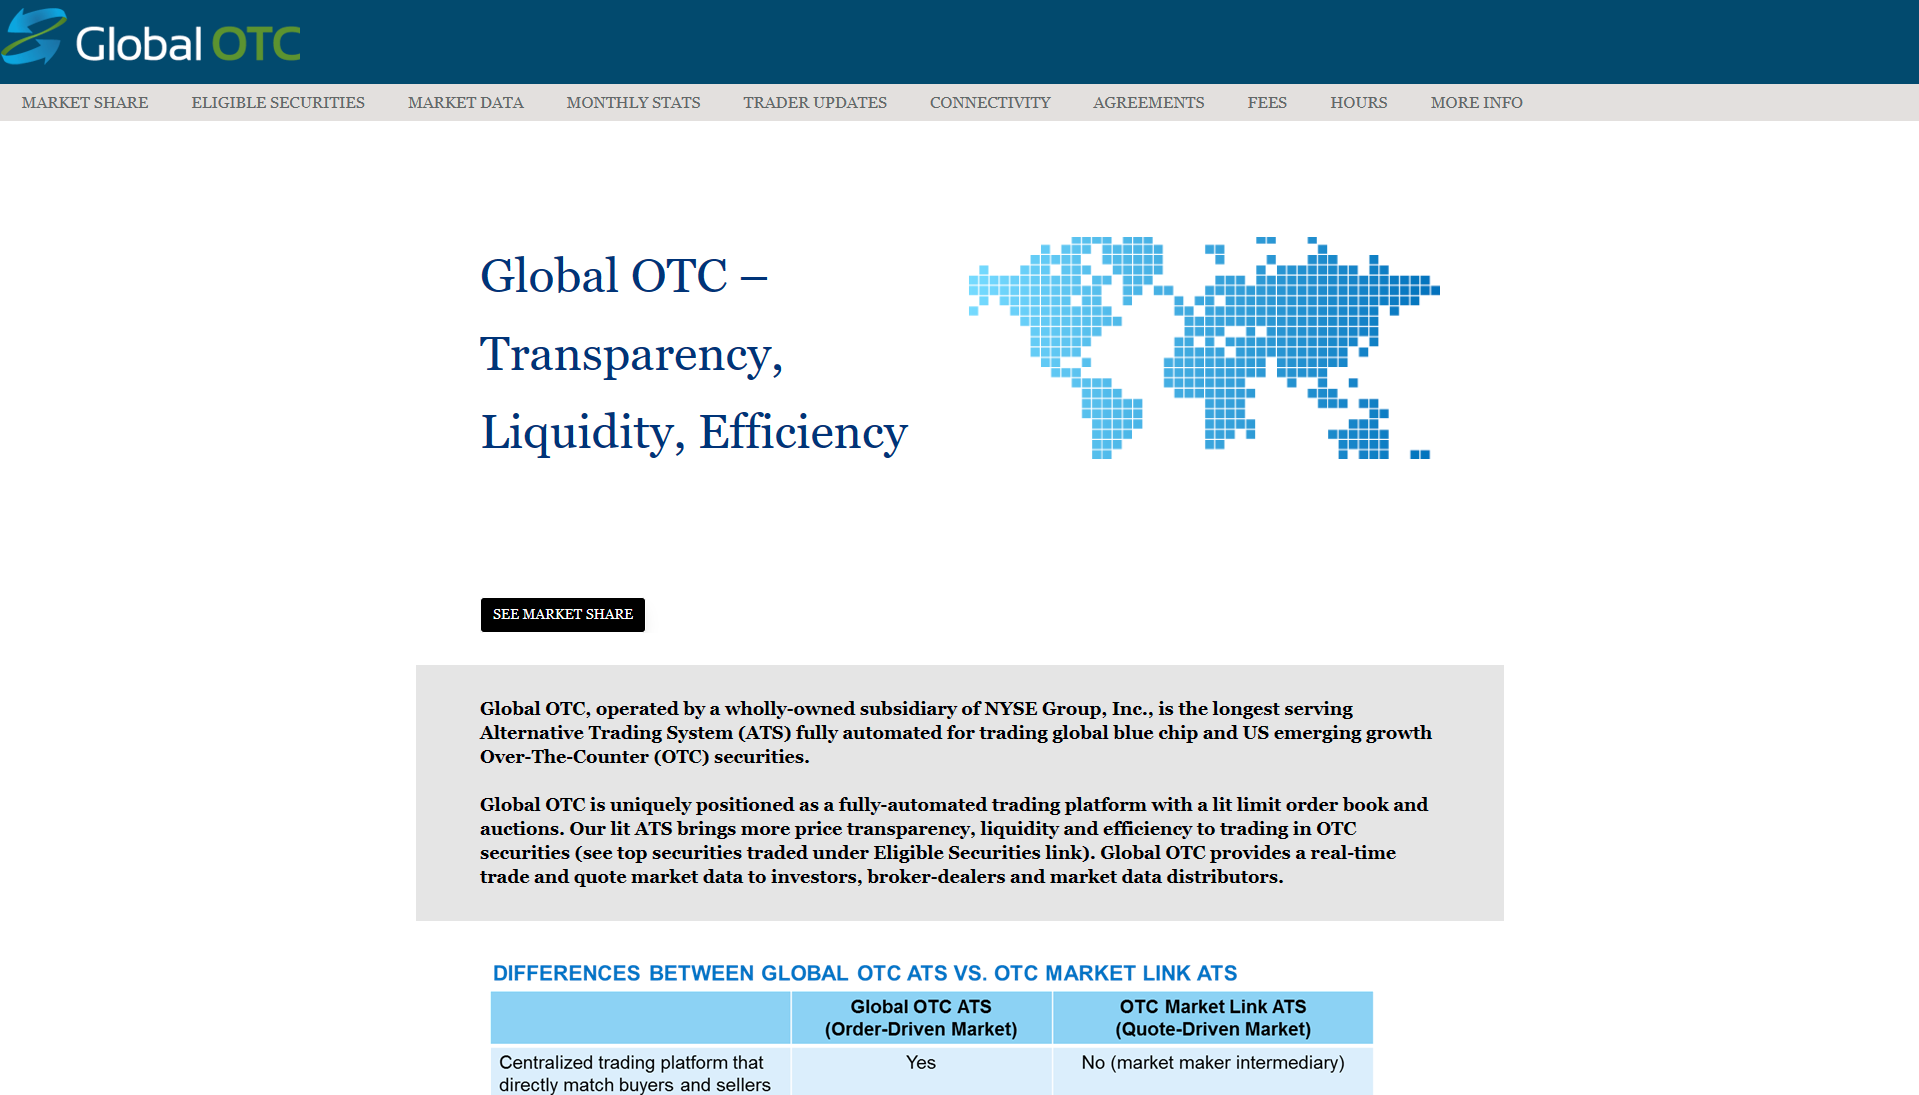 Global OTC
MARKET SHARE ELIGIBLE SECURITIES MARKET DATA MONTHLY STATS TRADER UPDATES CONNECTIVITY AGREEMENTS FEES HOURS MORE INFO
Global OTC –
Transparency,
Liquidity, Efficiency
SEE MARKET SHARE
Global OTC, operated by a wholly-owned subsidiary of NYSE Group, Inc., is the longest serving
Alternative Trading System (ATS) fully automated for trading global blue chip and US emerging growth
Over-The-Counter (OTC) securities.
Global OTC is uniquely positioned as a fully-automated trading platform with a lit limit order book and
auctions. Our lit ATS brings more price transparency, liquidity and efficiency to trading in OTC
securities (see top securities traded under Eligible Securities link). Global OTC provides a real-time
trade and quote market data to investors, broker-dealers and market data distributors.
DIFFERENCES BETWEEN GLOBAL OTC ATS VS. OTC MARKET LINK ATS
Global OTC ATS OTC Market Link ATS
(Order-Driven Market) (Quote-Driven Market)
Centralized trading platform that Yes No (market maker intermediary)
directly match buyers and sellers